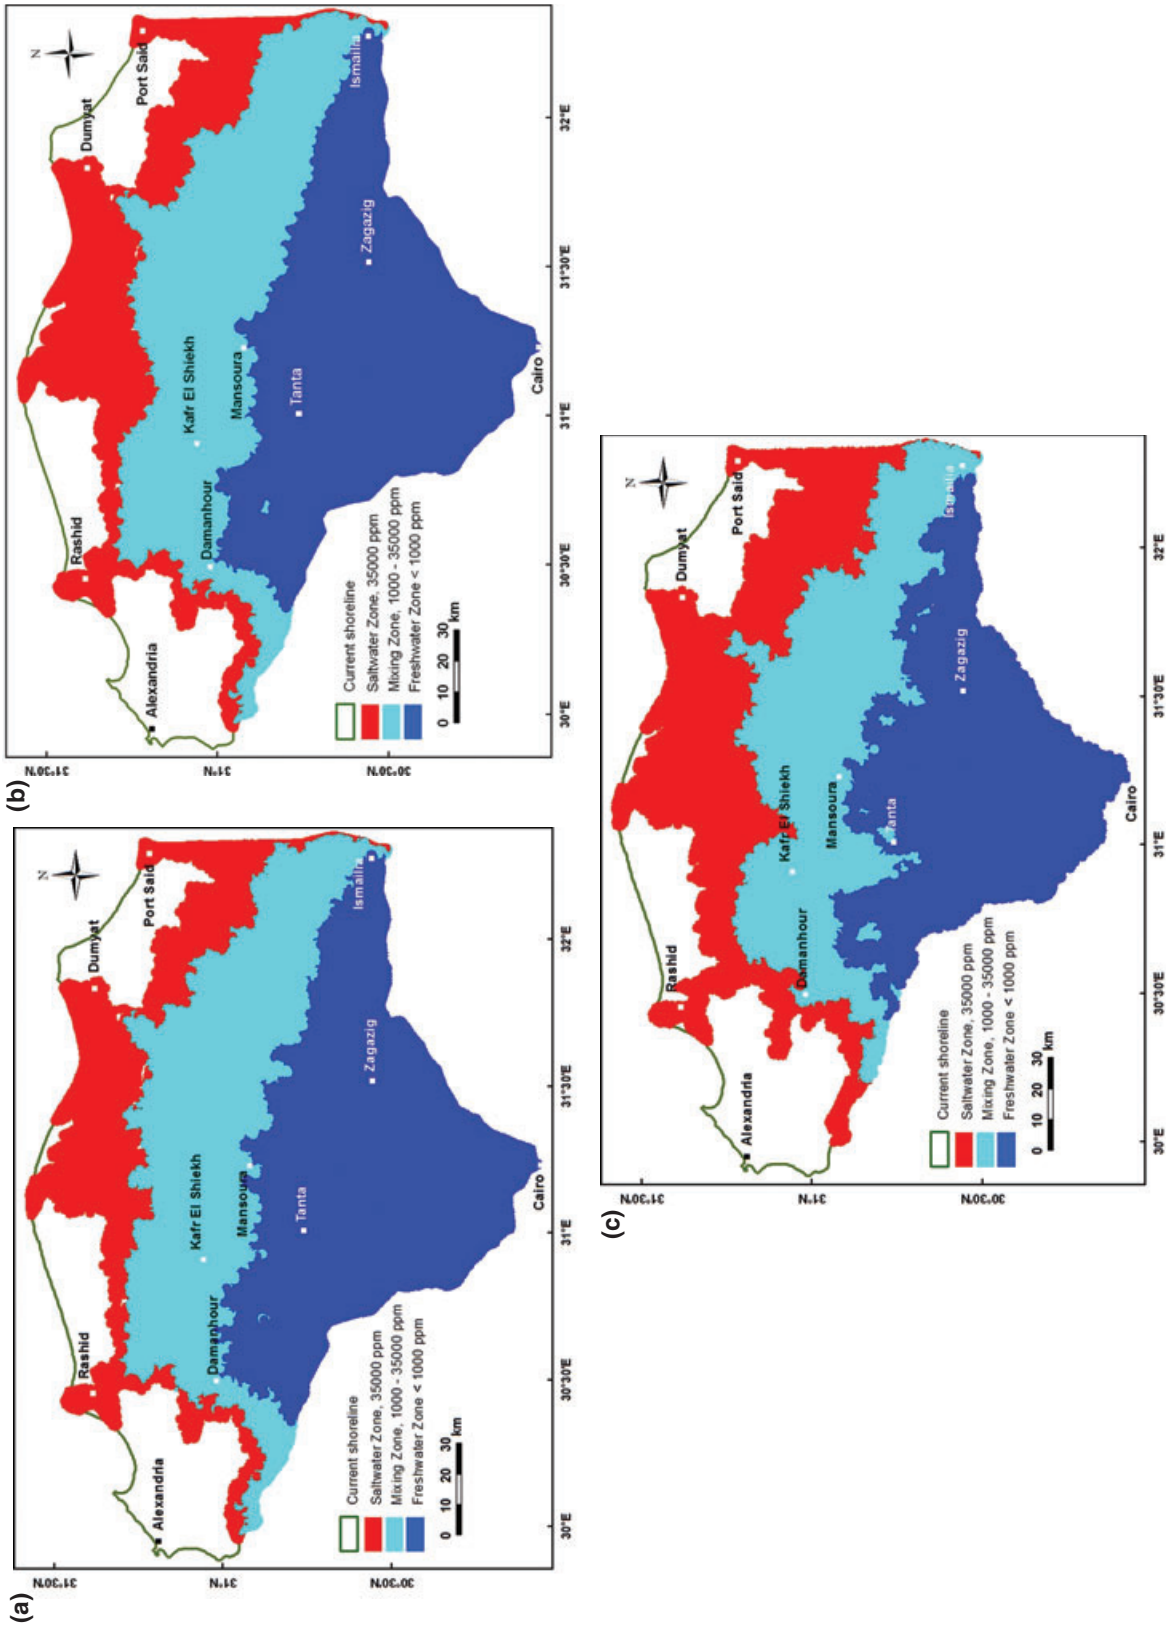 (a)
N
Rashid
Dumyat
Port Said
Alexandria
Damanhour
Kafr El Shiekh
Mansoura
Tanta
Zagazig
Ismailia
Cairo
Current shoreline
Saltwater Zone, 35000 ppm
Mixing Zone, 1000 - 35000 ppm
Freshwater Zone < 1000 ppm
0 10 20 30 km
31°30'N
31°N
30°30'N
30°E
30°30'E
31°E
31°30'E
32°E
(b)
N
Rashid
Dumyat
Port Said
Alexandria
Damanhour
Kafr El Shiekh
Mansoura
Tanta
Zagazig
Ismailia
Cairo
Current shoreline
Saltwater Zone, 35000 ppm
Mixing Zone, 1000 - 35000 ppm
Freshwater Zone < 1000 ppm
0 10 20 30 km
31°30'N
31°N
30°30'N
30°E
30°30'E
31°E
31°30'E
32°E
(c)
N
Rashid
Dumyat
Port Said
Alexandria
Damanhour
Kafr El Shiekh
Mansoura
Tanta
Zagazig
Ismailia
Cairo
Current shoreline
Saltwater Zone, 35000 ppm
Mixing Zone, 1000 - 35000 ppm
Freshwater Zone < 1000 ppm
0 10 20 30 km
31°30'N
31°N
30°30'N
30°E
30°30'E
31°E
31°30'E
32°E